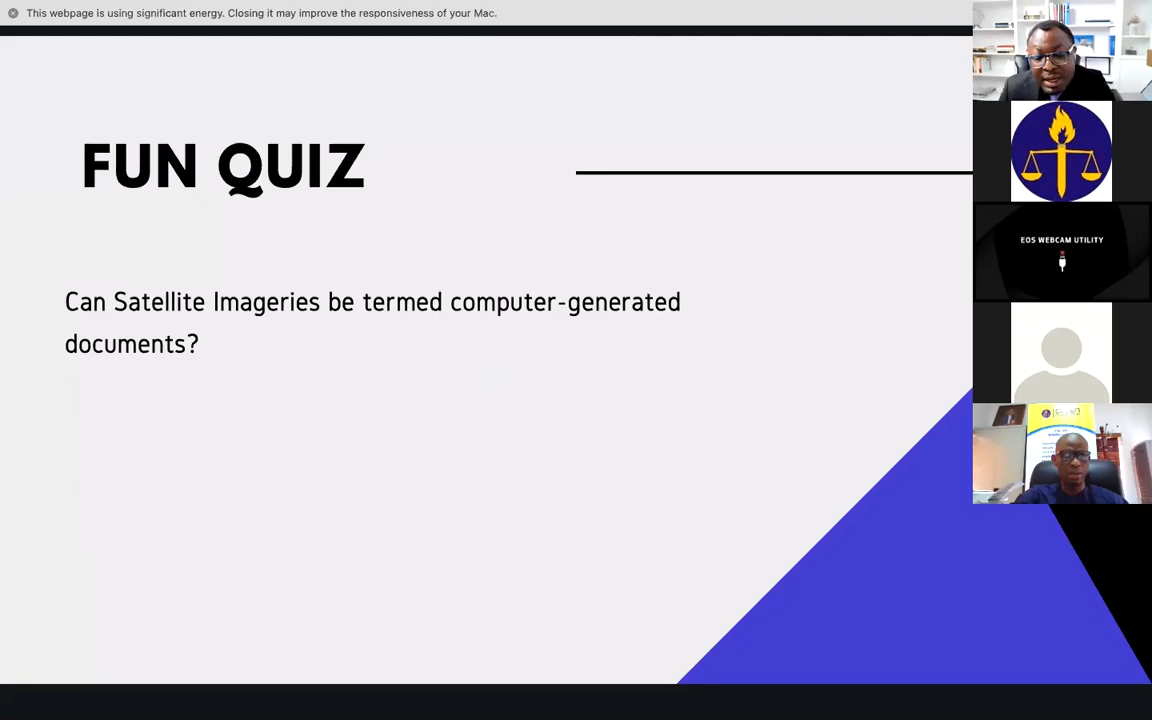 This webpage is using significant energy. Closing it may improve the responsiveness of your Mac.
FUN QUIZ
Can Satellite Imageries be termed computer-generated
documents?
EOS WEBCAM UTILITY